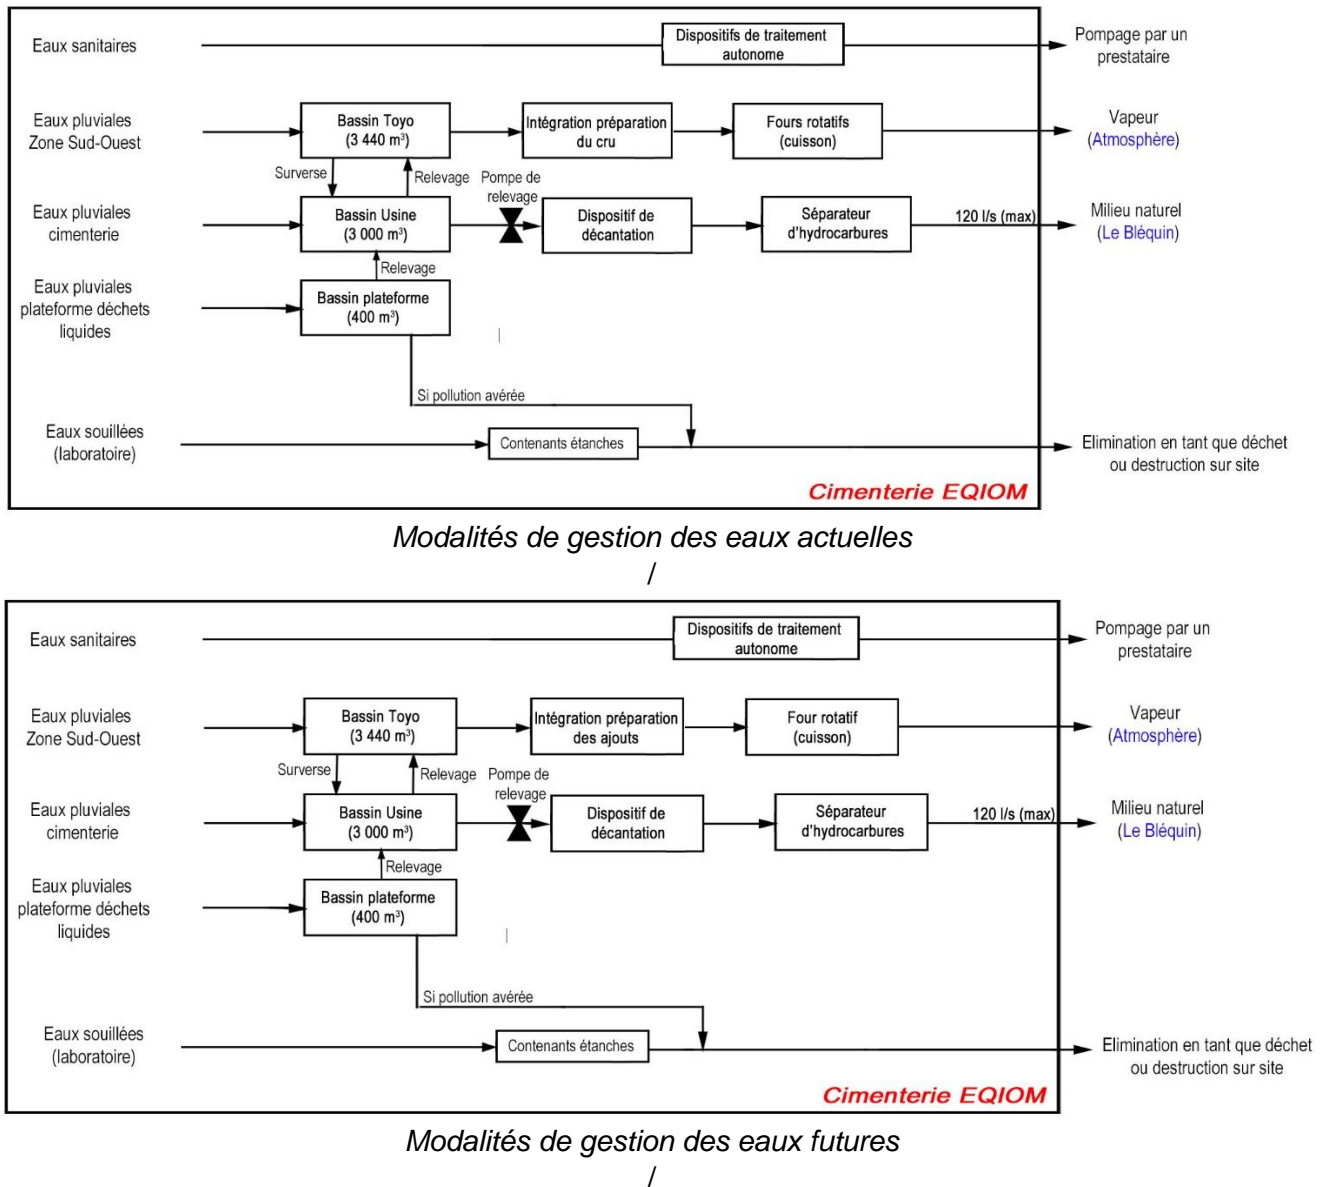 Eaux sanitaires
Dispositifs de traitement
autonome
Pompage par un
prestataire
Eaux pluviales
Zone Sud-Ouest
Bassin Toyo
(3 440 m³)
Intégration préparation
du cru
Fours rotatifs
(cuisson)
Vapeur
(Atmosphère)
Surverse
Relevage
Pompe de
relevage
Eaux pluviales
cimenterie
Bassin Usine
(3 000 m³)
Dispositif de
décantation
Séparateur
d'hydrocarbures
120 l/s (max)
Milieu naturel
(Le Bléquin)
Relevage
Eaux pluviales
plateforme déchets
liquides
Bassin plateforme
(400 m³)
Si pollution avérée
Eaux souillées
(laboratoire)
Contenants étanches
Elimination en tant que déchet
ou destruction sur site
Cimenterie EQIOM
Modalités de gestion des eaux actuelles
/
Eaux sanitaires
Dispositifs de traitement
autonome
Pompage par un
prestataire
Eaux pluviales
Zone Sud-Ouest
Bassin Toyo
(3 440 m³)
Intégration préparation
des ajouts
Four rotatif
(cuisson)
Vapeur
(Atmosphère)
Surverse
Relevage
Pompe de
relevage
Eaux pluviales
cimenterie
Bassin Usine
(3 000 m³)
Dispositif de
décantation
Séparateur
d'hydrocarbures
120 l/s (max)
Milieu naturel
(Le Bléquin)
Relevage
Eaux pluviales
plateforme déchets
liquides
Bassin plateforme
(400 m³)
Si pollution avérée
Eaux souillées
(laboratoire)
Contenants étanches
Elimination en tant que déchet
ou destruction sur site
Cimenterie EQIOM
Modalités de gestion des eaux futures
/